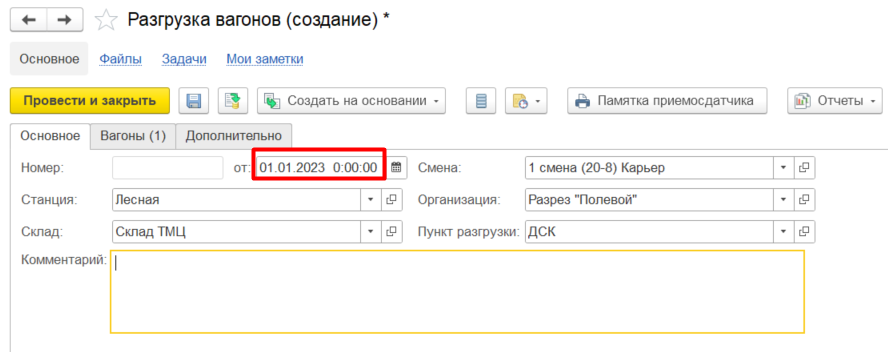 Разгрузка вагонов (создание) *
Основное Файлы Задачи Мои заметки
Провести и закрыть Создать на основании Памятка приемосдатчика Отчеты
Основное Вагоны (1) Дополнительно
Номер: от: 01.01.2023 0:00:00 Смена: 1 смена (20-8) Карьер
Станция: Лесная Организация: Разрез "Полевой"
Склад: Склад ТМЦ Пункт разгрузки: ДСК
Комментарий: